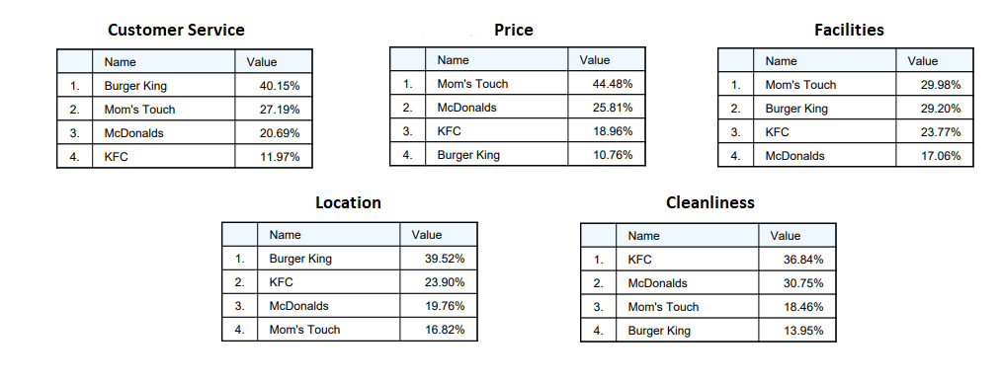 Customer Service
Name Value
1. Burger King 40.15%
2. Mom's Touch 27.19%
3. McDonalds 20.69%
4. KFC 11.97%
Price
Name Value
1. Mom's Touch 44.48%
2. McDonalds 25.81%
3. KFC 18.96%
4. Burger King 10.76%
Facilities
Name Value
1. Mom's Touch 29.98%
2. Burger King 29.20%
3. KFC 23.77%
4. McDonalds 17.06%
Location
Name Value
1. Burger King 39.52%
2. KFC 23.90%
3. McDonalds 19.76%
4. Mom's Touch 16.82%
Cleanliness
Name Value
1. KFC 36.84%
2. McDonalds 30.75%
3. Mom's Touch 18.46%
4. Burger King 13.95%